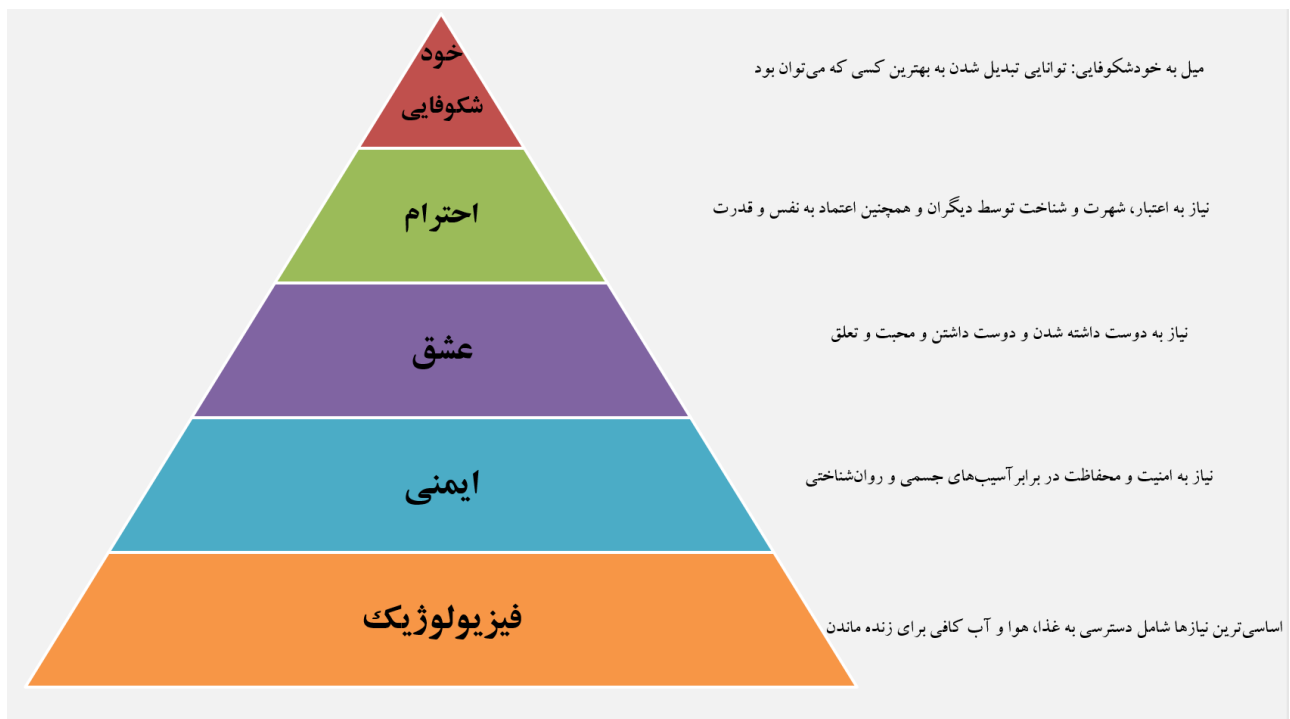 خود
شکوفایی
میل به خودشکوفایی: توانایی تبدیل شدن به بهترین کسی که می‌توان بود
احترام
نیاز به اعتبار، شهرت و شناخت توسط دیگران و همچنین اعتماد به نفس و قدرت
عشق
نیاز به دوست داشته شدن و دوست داشتن و محبت و تعلق
ایمنی
نیاز به امنیت و محفاظت در برابر آسیب‌های جسمی و روان‌شناختی
فیزیولوژیک
اساسی‌ترین نیازها شامل دسترسی به غذا، هوا و آب کافی برای زنده ماندن